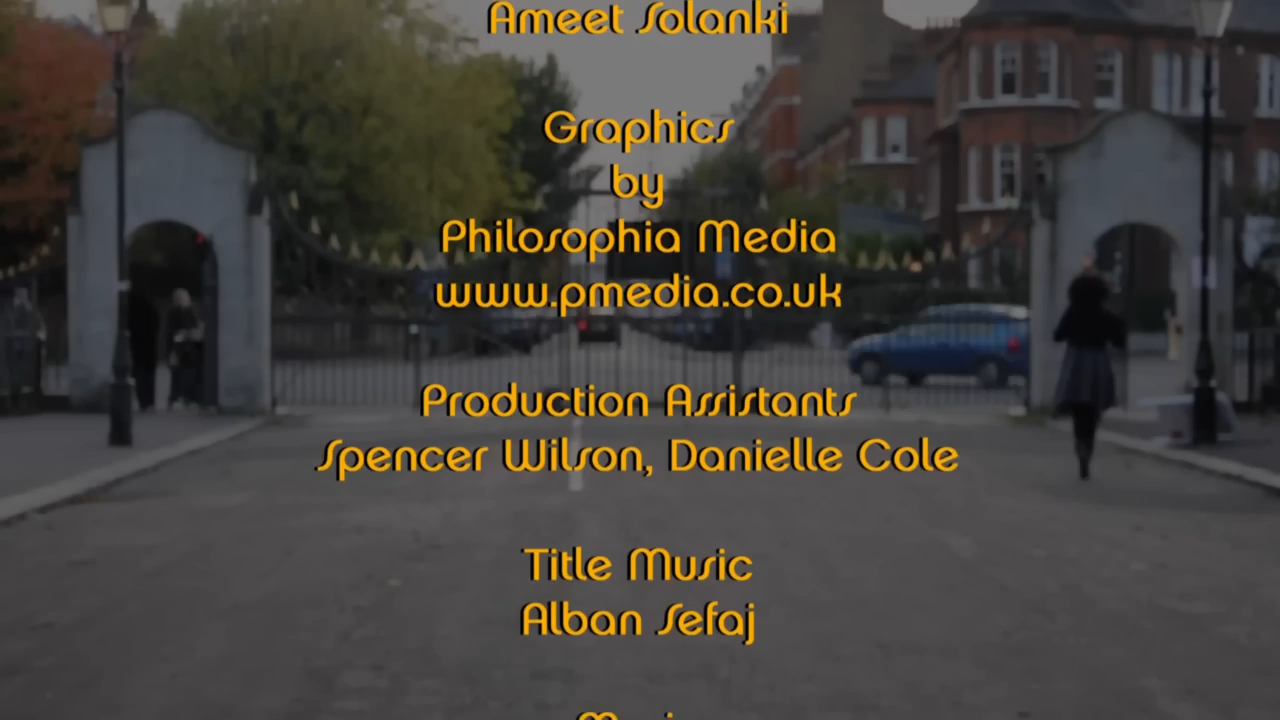 Ameet Solanki
Graphics
by
Philosophia Media
www.pmedia.co.uk
Production Assistants
Spencer Wilson, Danielle Cole
Title Music
Alban Sefaj